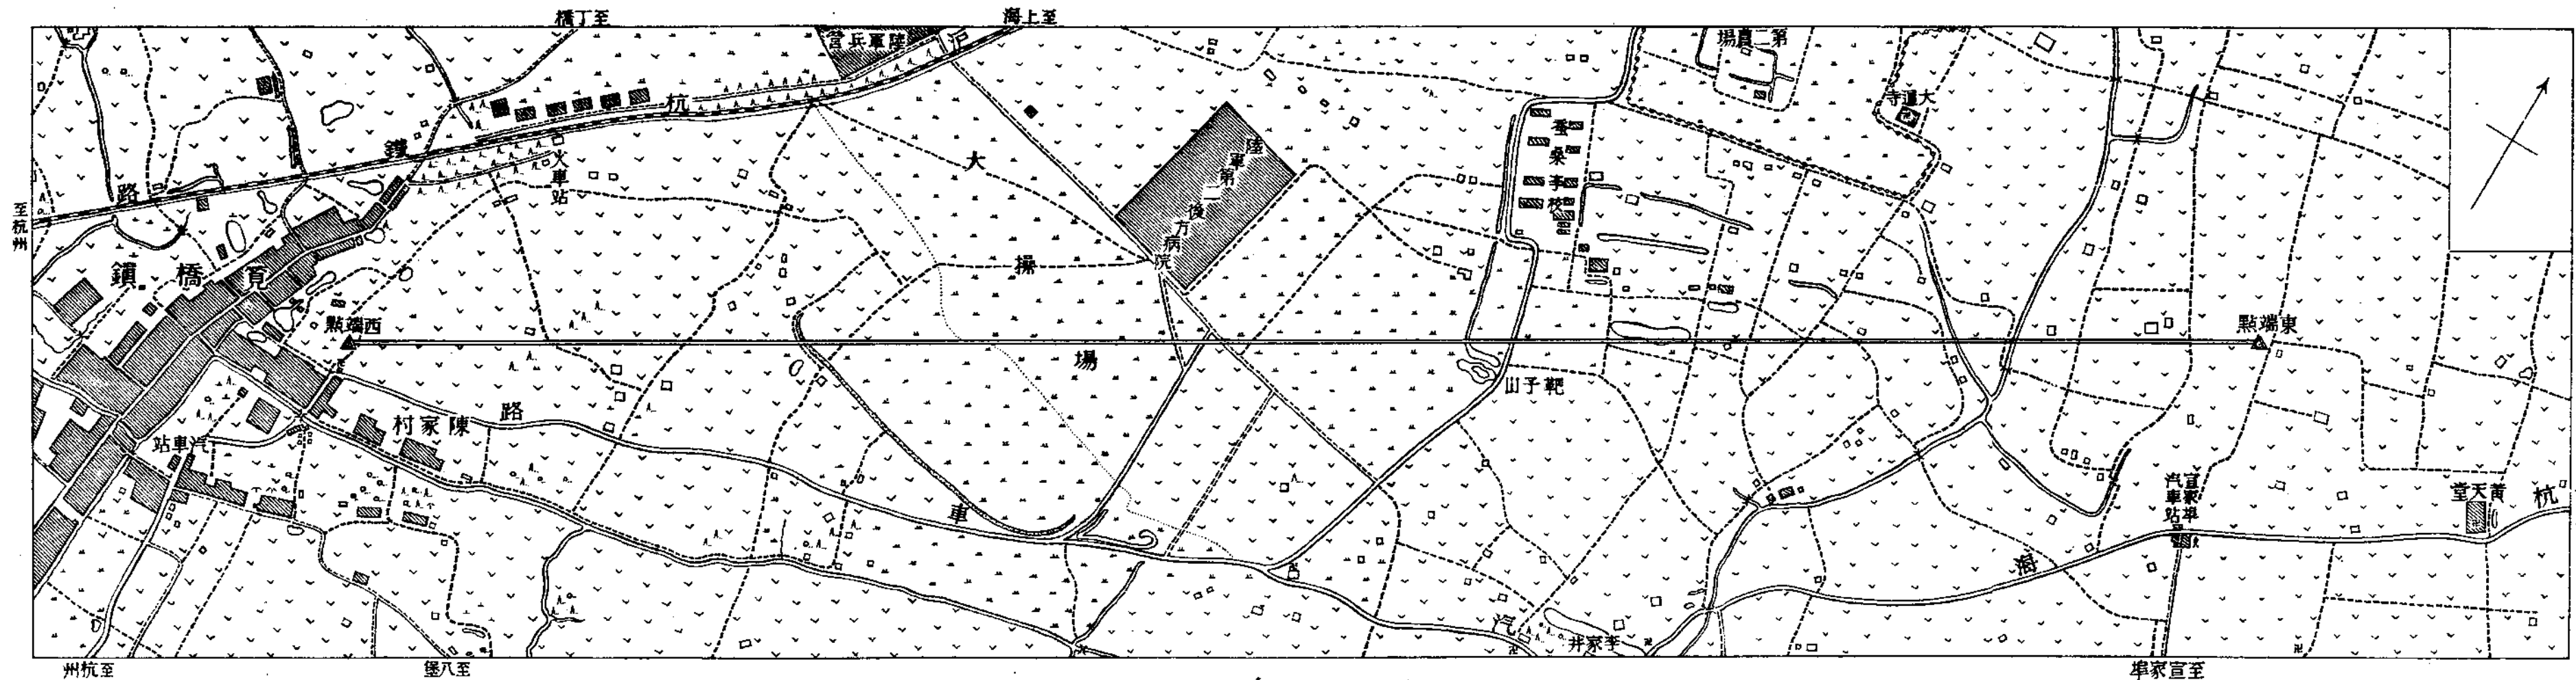 至丁橋
至上海
陸軍兵營
第二農場
大運寺
滬
杭
鐵
路
火車站
至杭州
筧橋鎮
大
操
場
陸軍第一後方病院
蚕桑學校
西端點
東端點
靶子山
陳家村
汽車站
路
車
汽
海
杭
宣家埠汽車站
黃天堂
李家井
至杭州
至八堡
至宣家埠